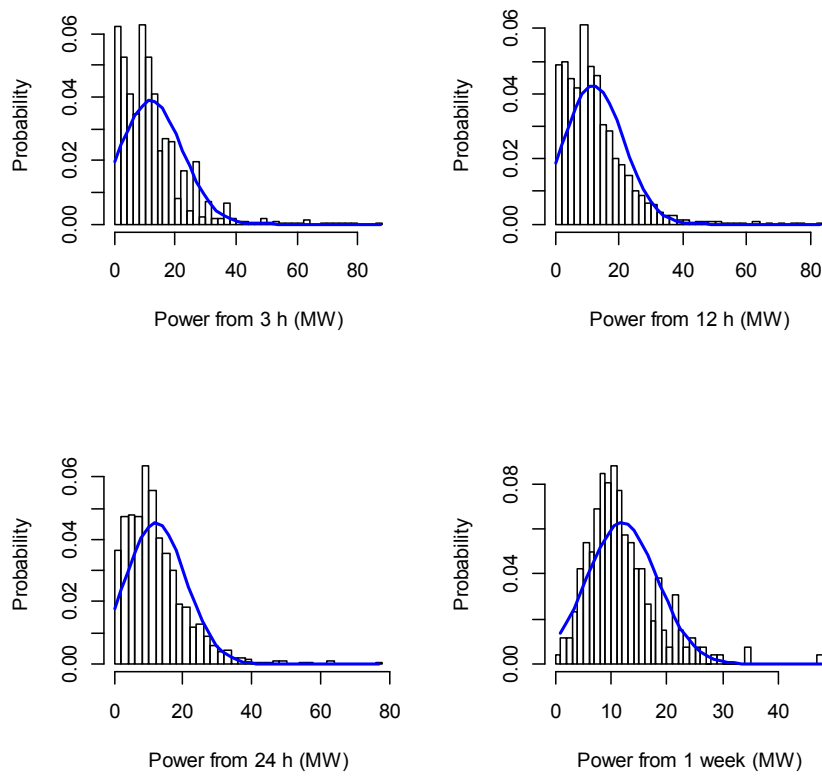 Probability
0.00 0.02 0.04 0.06
0 20 40 60 80
Power from 3 h (MW)
Probability
0.00 0.02 0.04 0.06
0 20 40 60 80
Power from 12 h (MW)
Probability
0.00 0.02 0.04 0.06
0 20 40 60 80
Power from 24 h (MW)
Probability
0.00 0.04 0.08
0 10 20 30 40
Power from 1 week (MW)